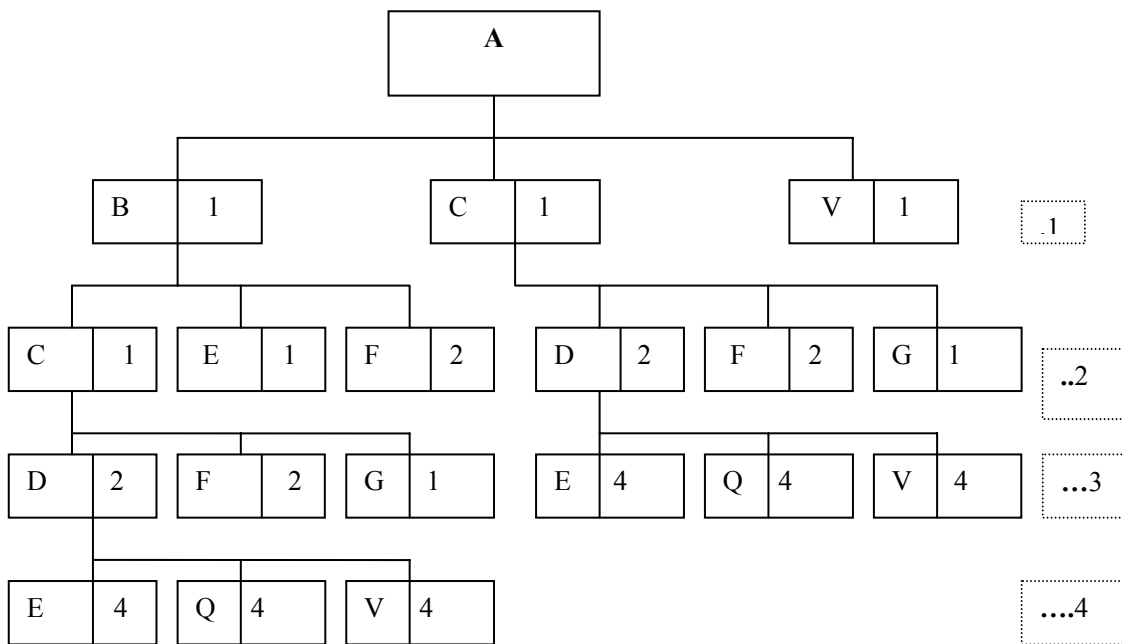 A
B 1 C 1 V 1 .1
C 1 E 1 F 2 D 2 F 2 G 1 ..2
D 2 F 2 G 1 E 4 Q 4 V 4 ...3
E 4 Q 4 V 4 ....4